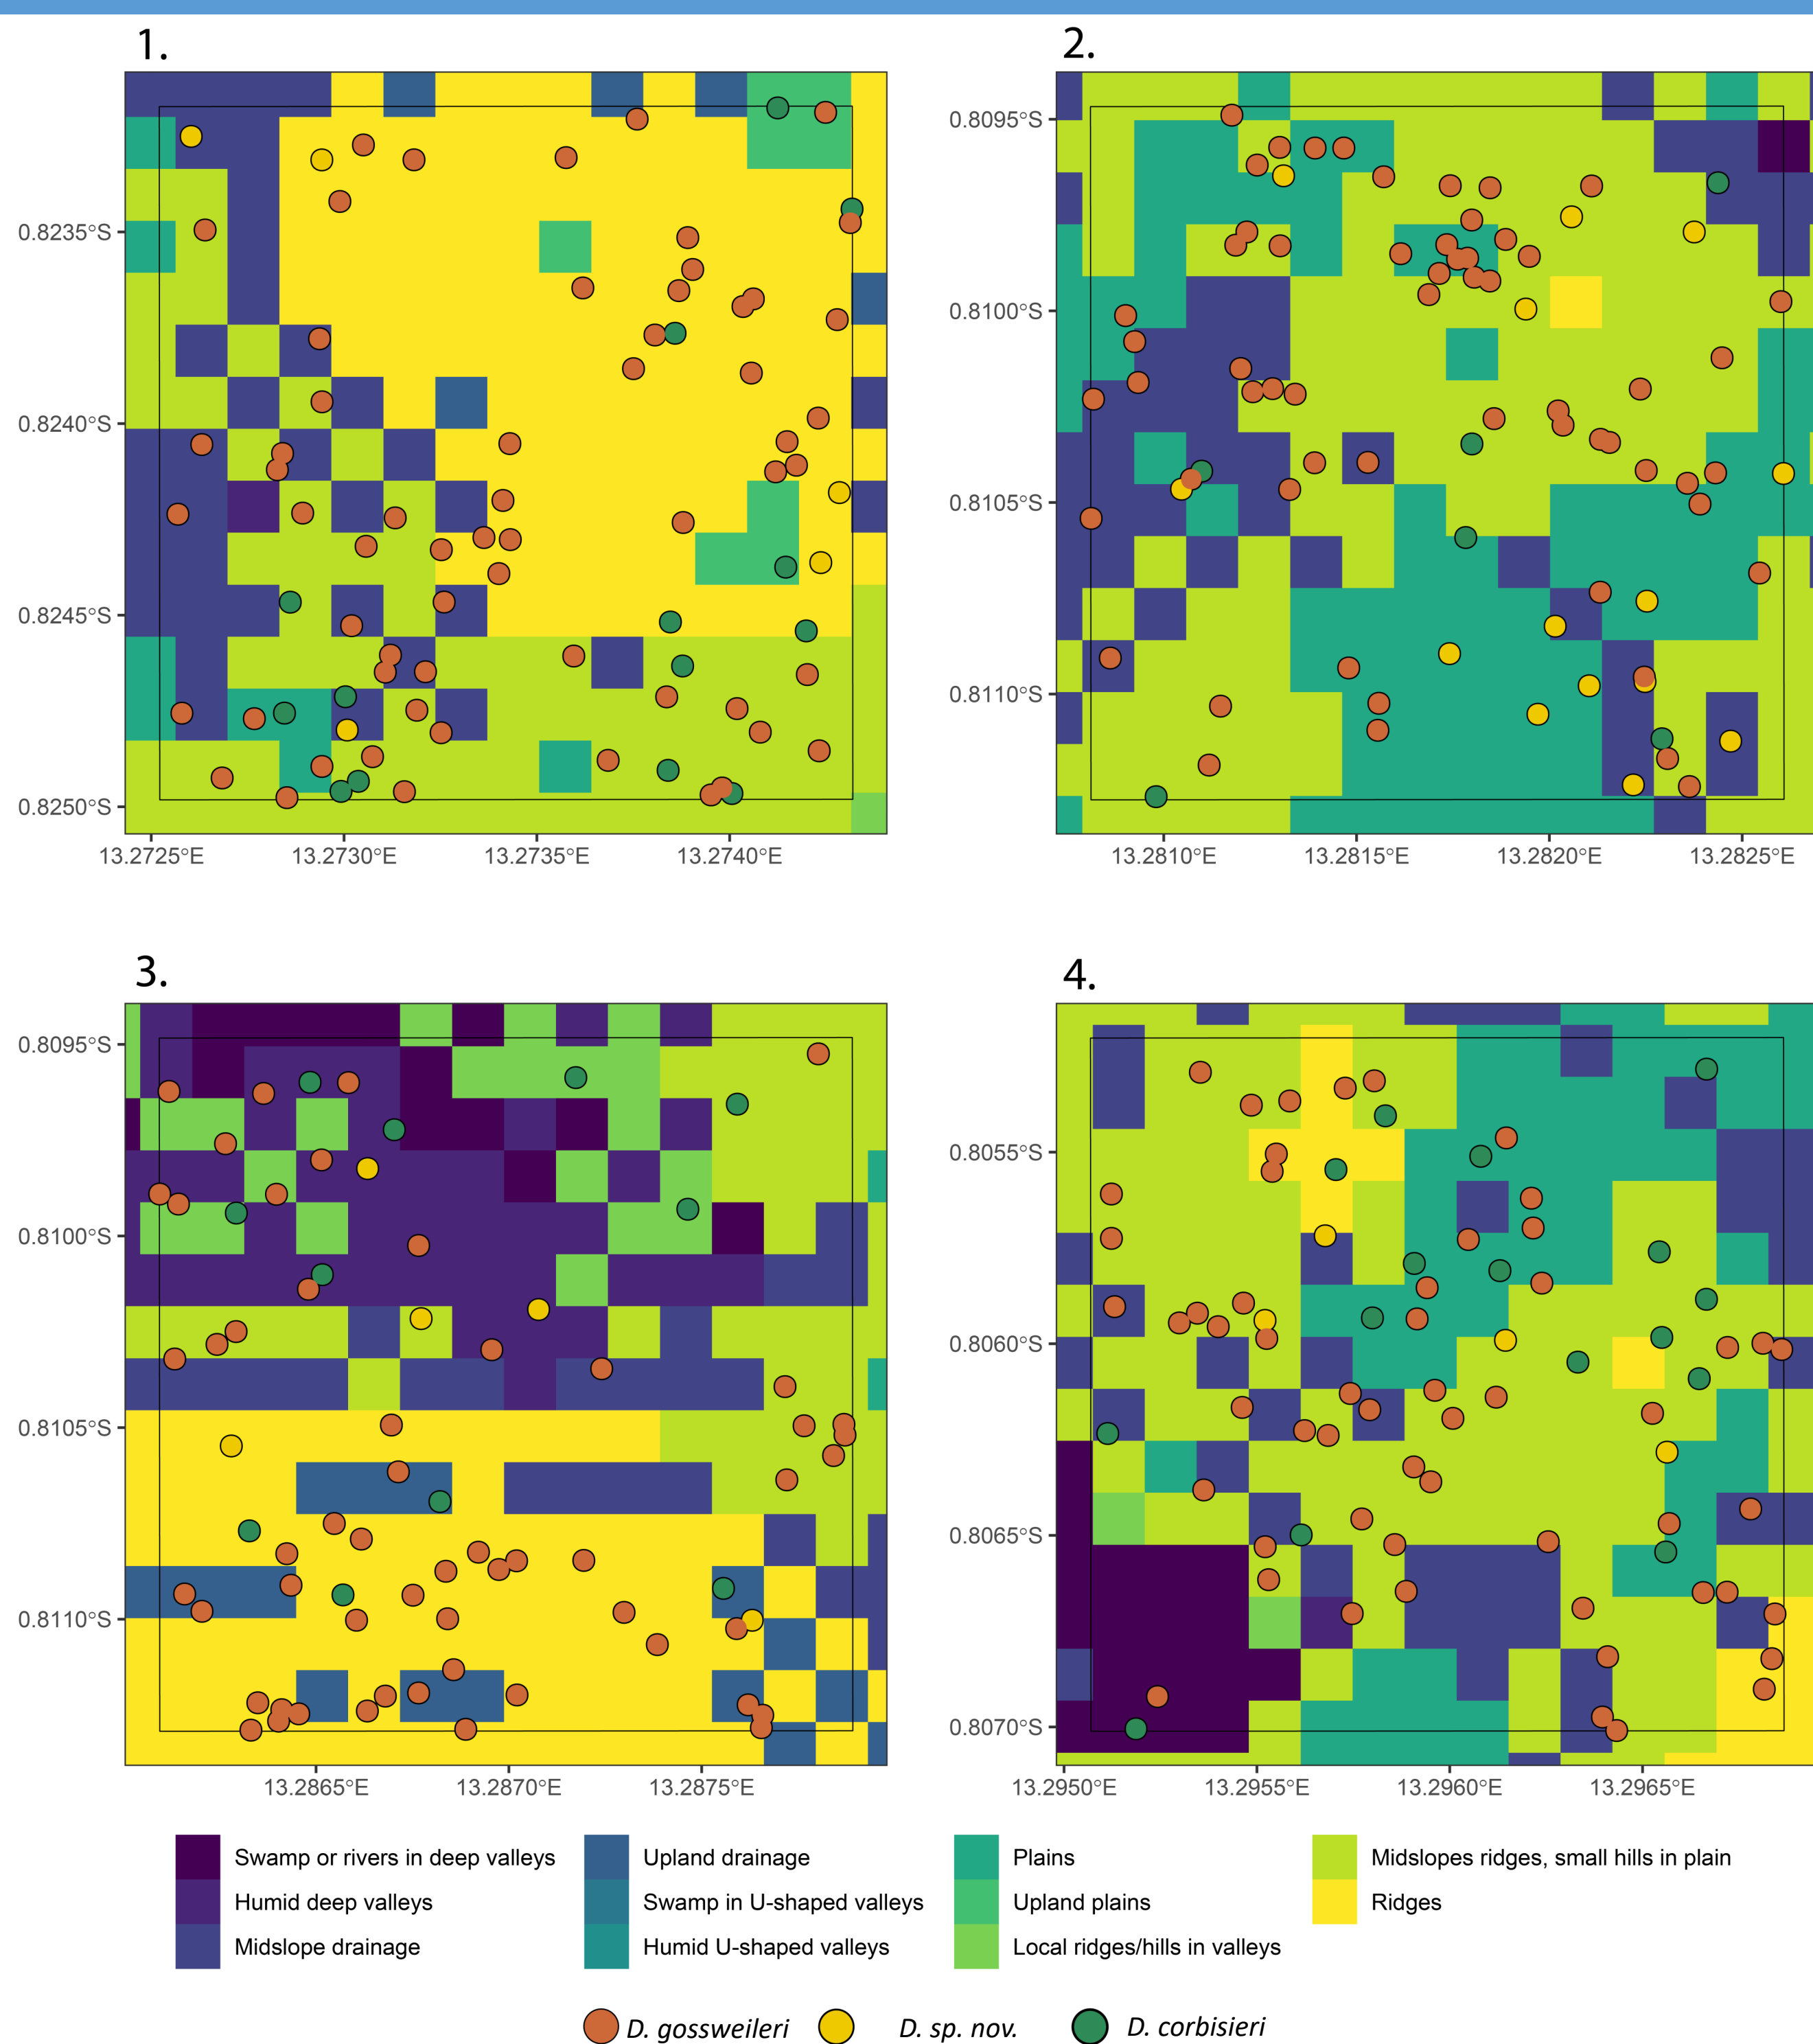 1.
2.
0.8235°S
0.8240°S
0.8245°S
0.8250°S
13.2725°E 13.2730°E 13.2735°E 13.2740°E
0.8095°S
0.8100°S
0.8105°S
0.8110°S
13.2810°E 13.2815°E 13.2820°E 13.2825°E
3.
4.
0.8095°S
0.8100°S
0.8105°S
0.8110°S
13.2865°E 13.2870°E 13.2875°E
0.8055°S
0.8060°S
0.8065°S
0.8070°S
13.2950°E 13.2955°E 13.2960°E 13.2965°E
Swamp or rivers in deep valleys
Humid deep valleys
Midslope drainage
Upland drainage
Swamp in U-shaped valleys
Humid U-shaped valleys
Plains
Upland plains
Local ridges/hills in valleys
Midslopes ridges, small hills in plain
Ridges
D. gossweileri D. sp. nov. D. corbisieri